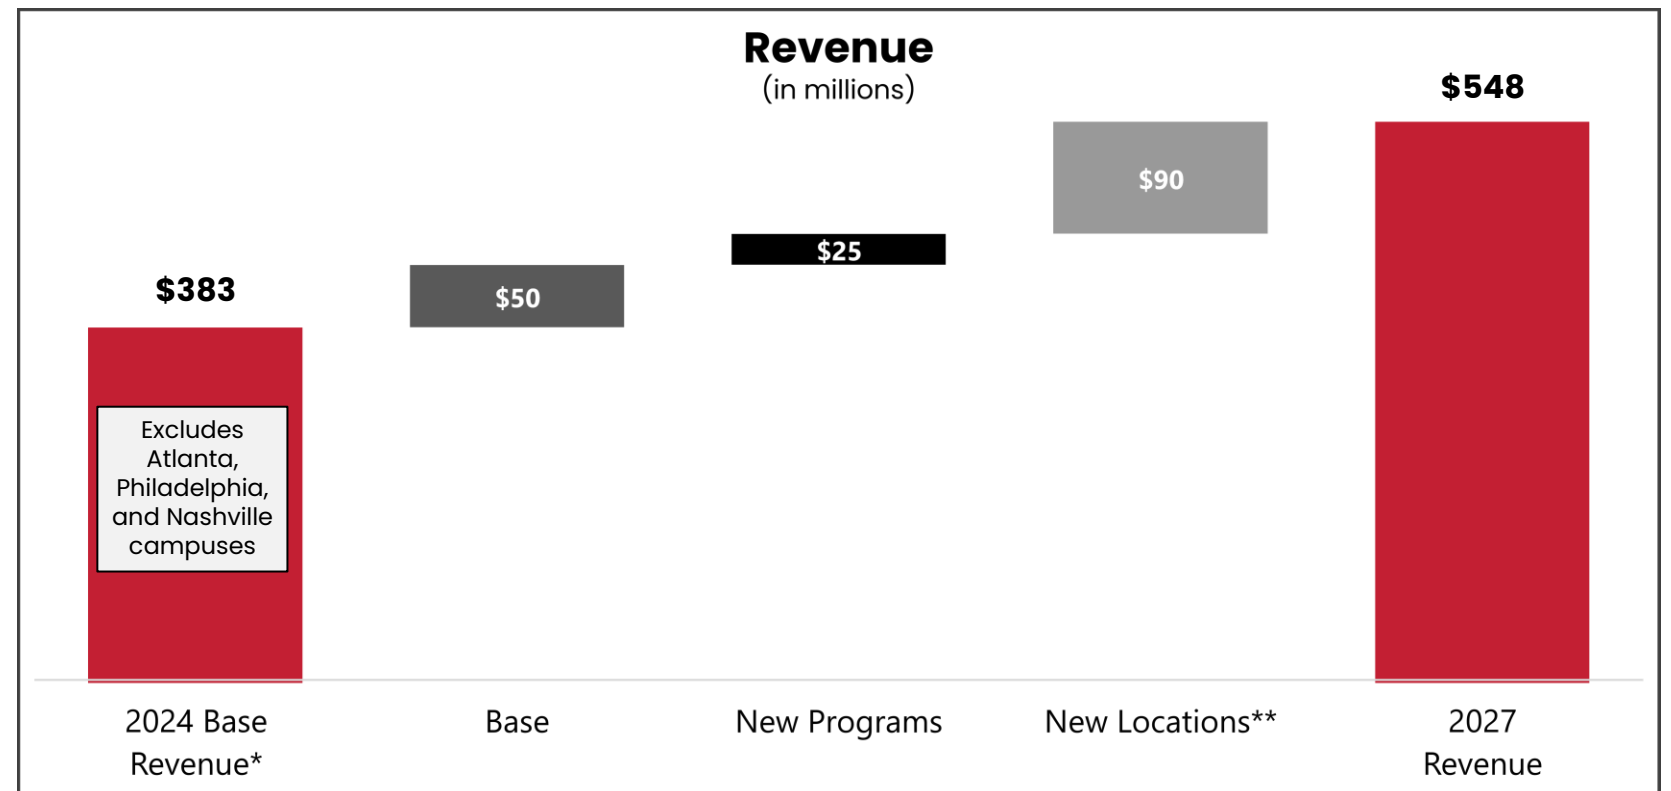 Revenue
(in millions)
$548
$90
$25
$383
$50
Excludes
Atlanta,
Philadelphia,
and Nashville
campuses
2024 Base
Revenue*
Base
New Programs
New Locations**
2027
Revenue